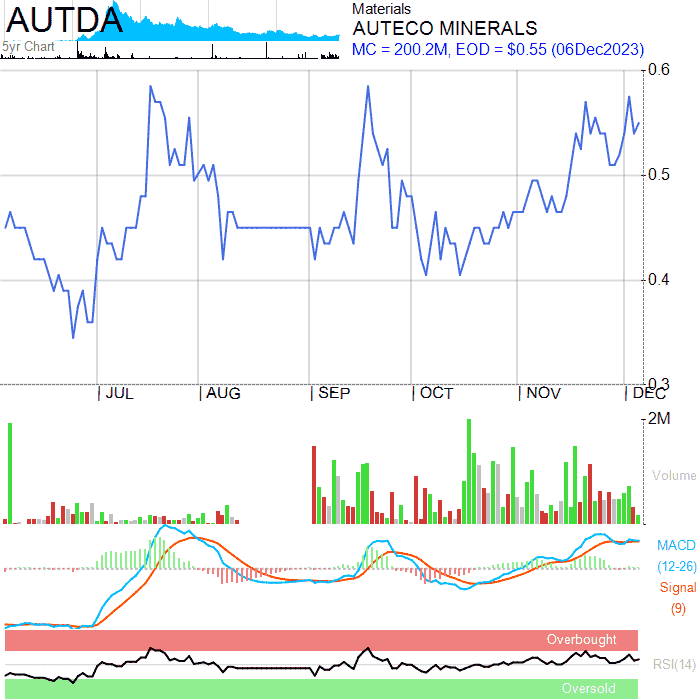 AUTDA
5yr Chart
Materials
AUTECO MINERALS
MC = 200.2M, EOD = $0.55 (06Dec2023)
0.6
0.5
0.4
0.3
JUL AUG SEP OCT NOV DEC
2M
Volume
MACD
(12-26)
Signal
(9)
Overbought
RSI(14)
Oversold